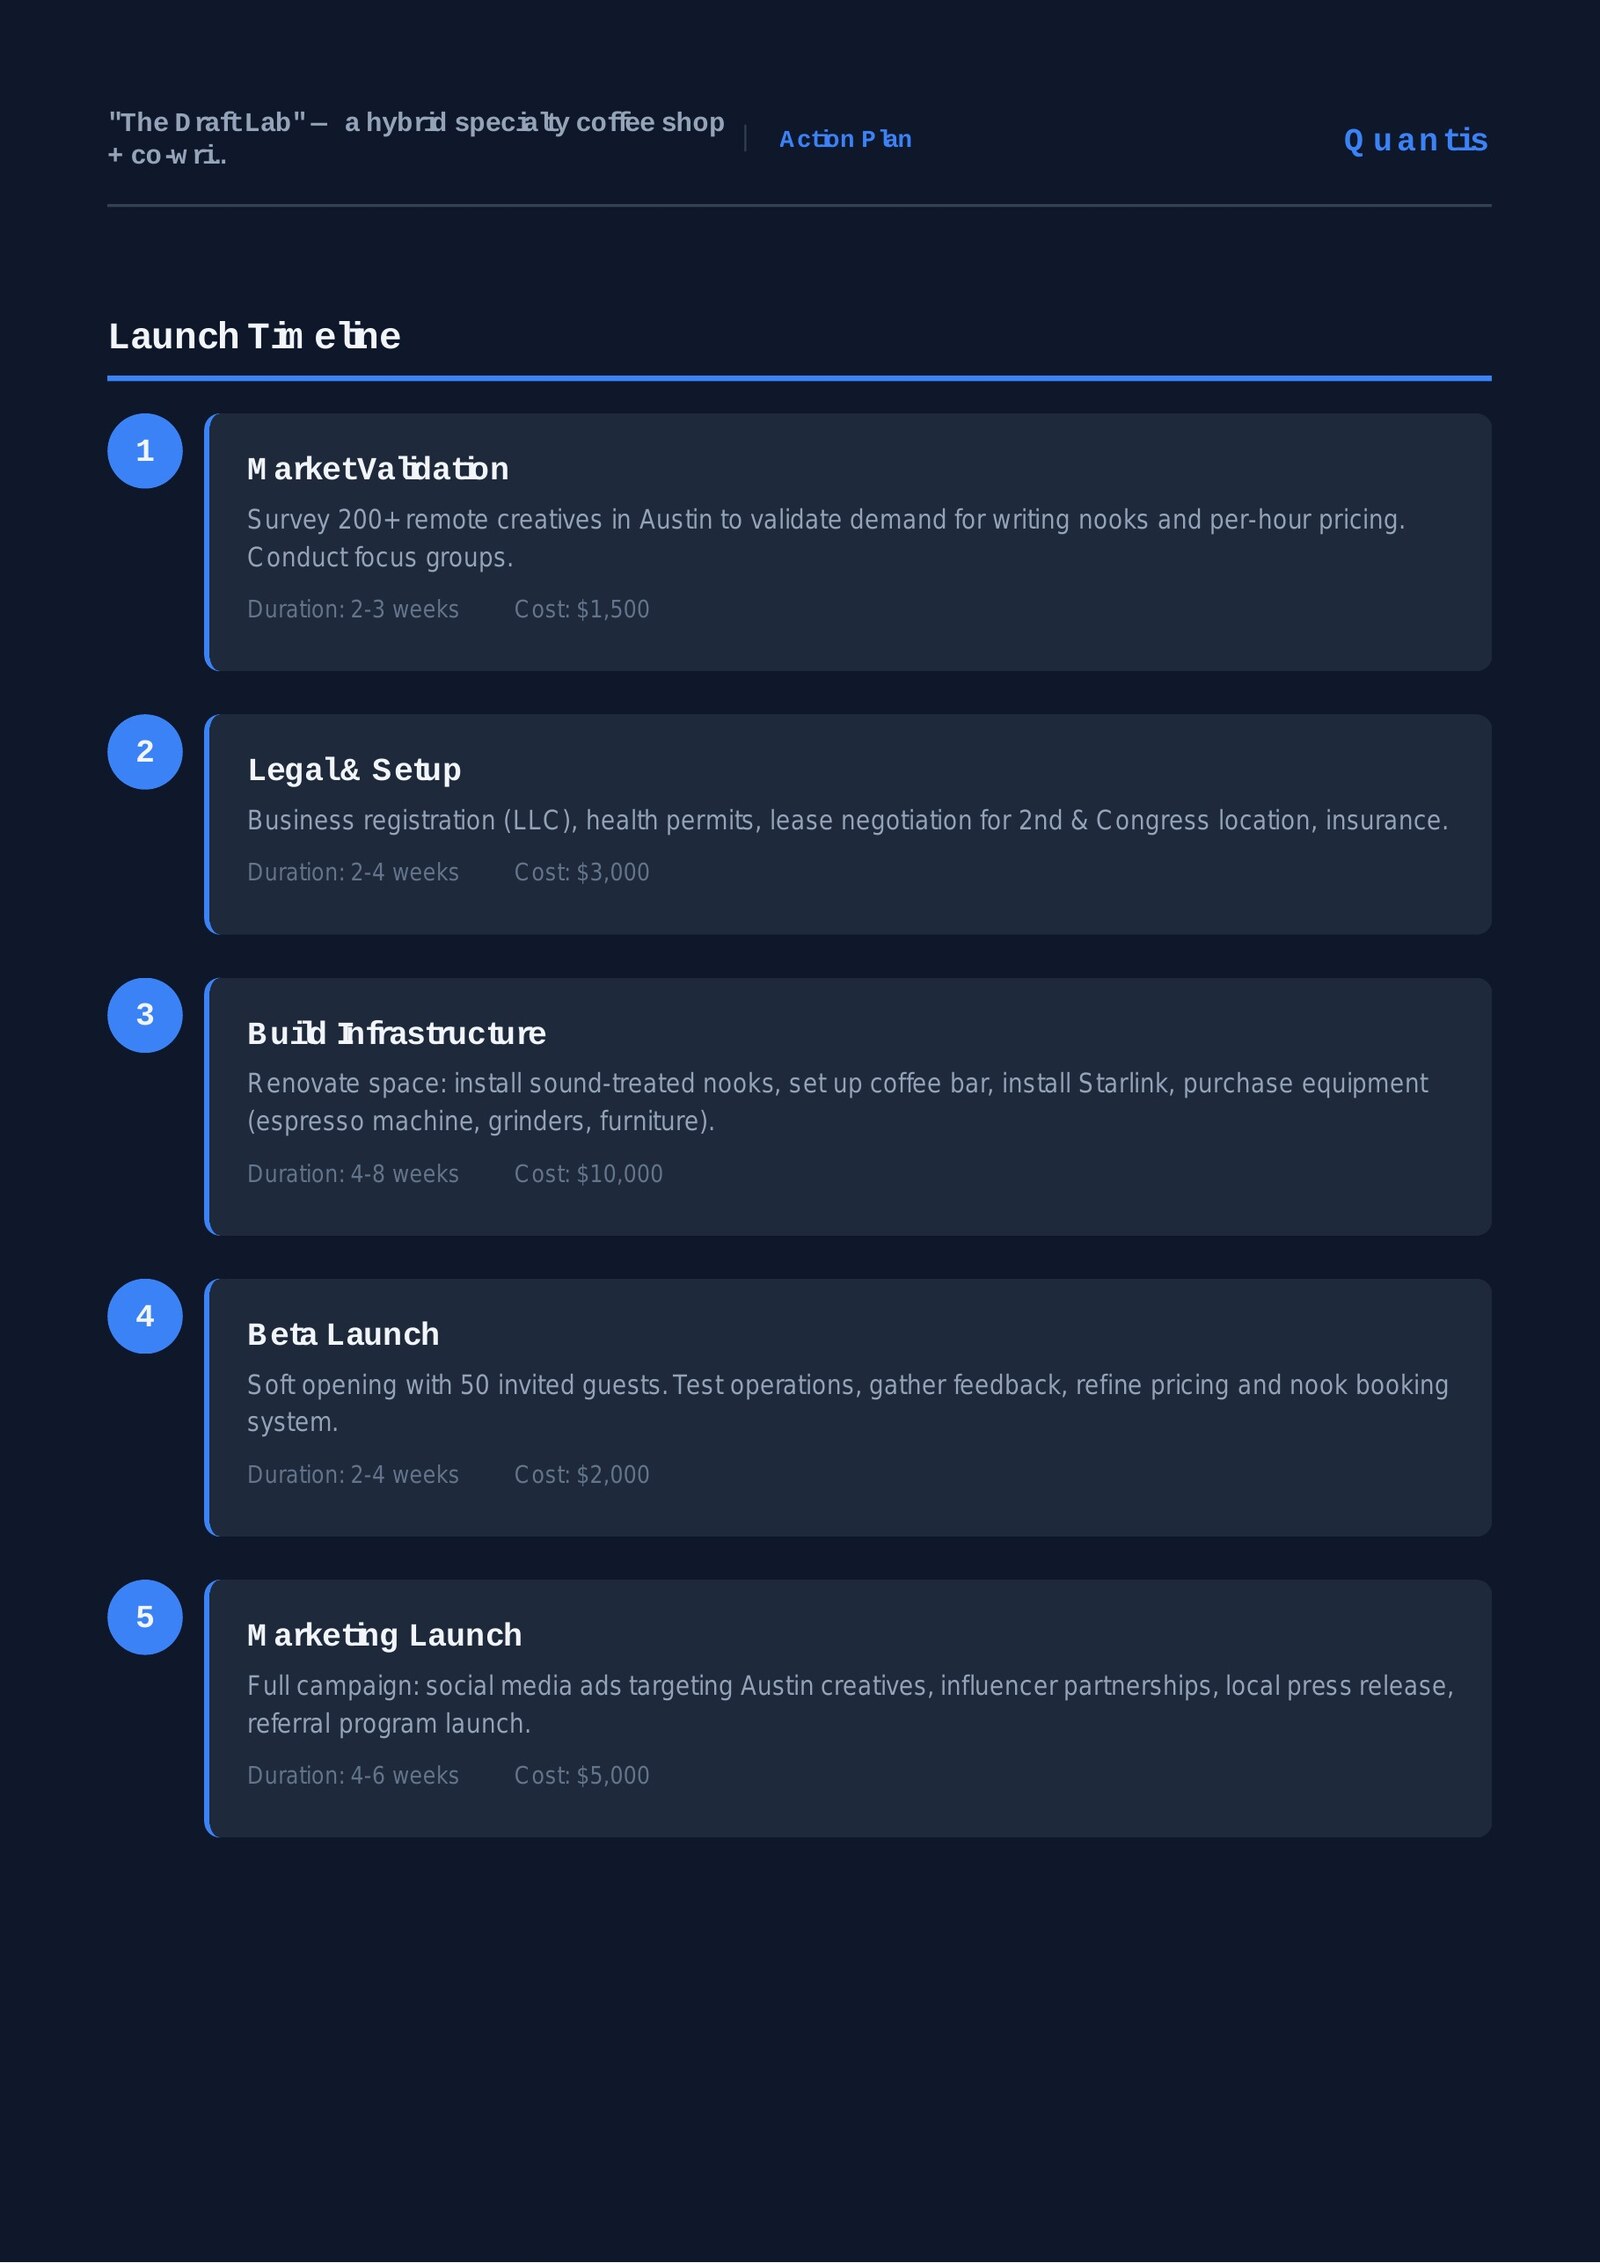 "The Draft Lab" — a hybrid specialty coffee shop
+ co-wri...
Action Plan
Quantis
Launch Timeline
1
Market Validation
Survey 200+ remote creatives in Austin to validate demand for writing nooks and per-hour pricing.
Conduct focus groups.
Duration: 2-3 weeks Cost: $1,500
2
Legal & Setup
Business registration (LLC), health permits, lease negotiation for 2nd & Congress location, insurance.
Duration: 2-4 weeks Cost: $3,000
3
Build Infrastructure
Renovate space: install sound-treated nooks, set up coffee bar, install Starlink, purchase equipment
(espresso machine, grinders, furniture).
Duration: 4-8 weeks Cost: $10,000
4
Beta Launch
Soft opening with 50 invited guests. Test operations, gather feedback, refine pricing and nook booking
system.
Duration: 2-4 weeks Cost: $2,000
5
Marketing Launch
Full campaign: social media ads targeting Austin creatives, influencer partnerships, local press release,
referral program launch.
Duration: 4-6 weeks Cost: $5,000